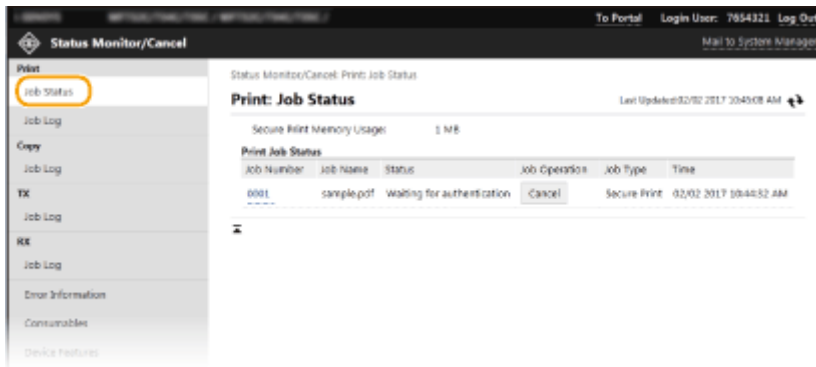 To Portal Login User: 7654321 Log Out
Status Monitor/Cancel
Mail to System Manager
Print
Job Status
Job Log
Copy
Job Log
TX
Job Log
RX
Job Log
Error Information
Consumables
Device Features
Status Monitor/Cancel: Print: Job Status
Print: Job Status
Last Updated:02/02 2017 10:45:08 AM
Secure Print Memory Usage: 1 MB
Print Job Status
Job Number Job Name Status Job Operation Job Type Time
0001 sample.pdf Waiting for authentication Cancel Secure Print 02/02 2017 10:44:32 AM